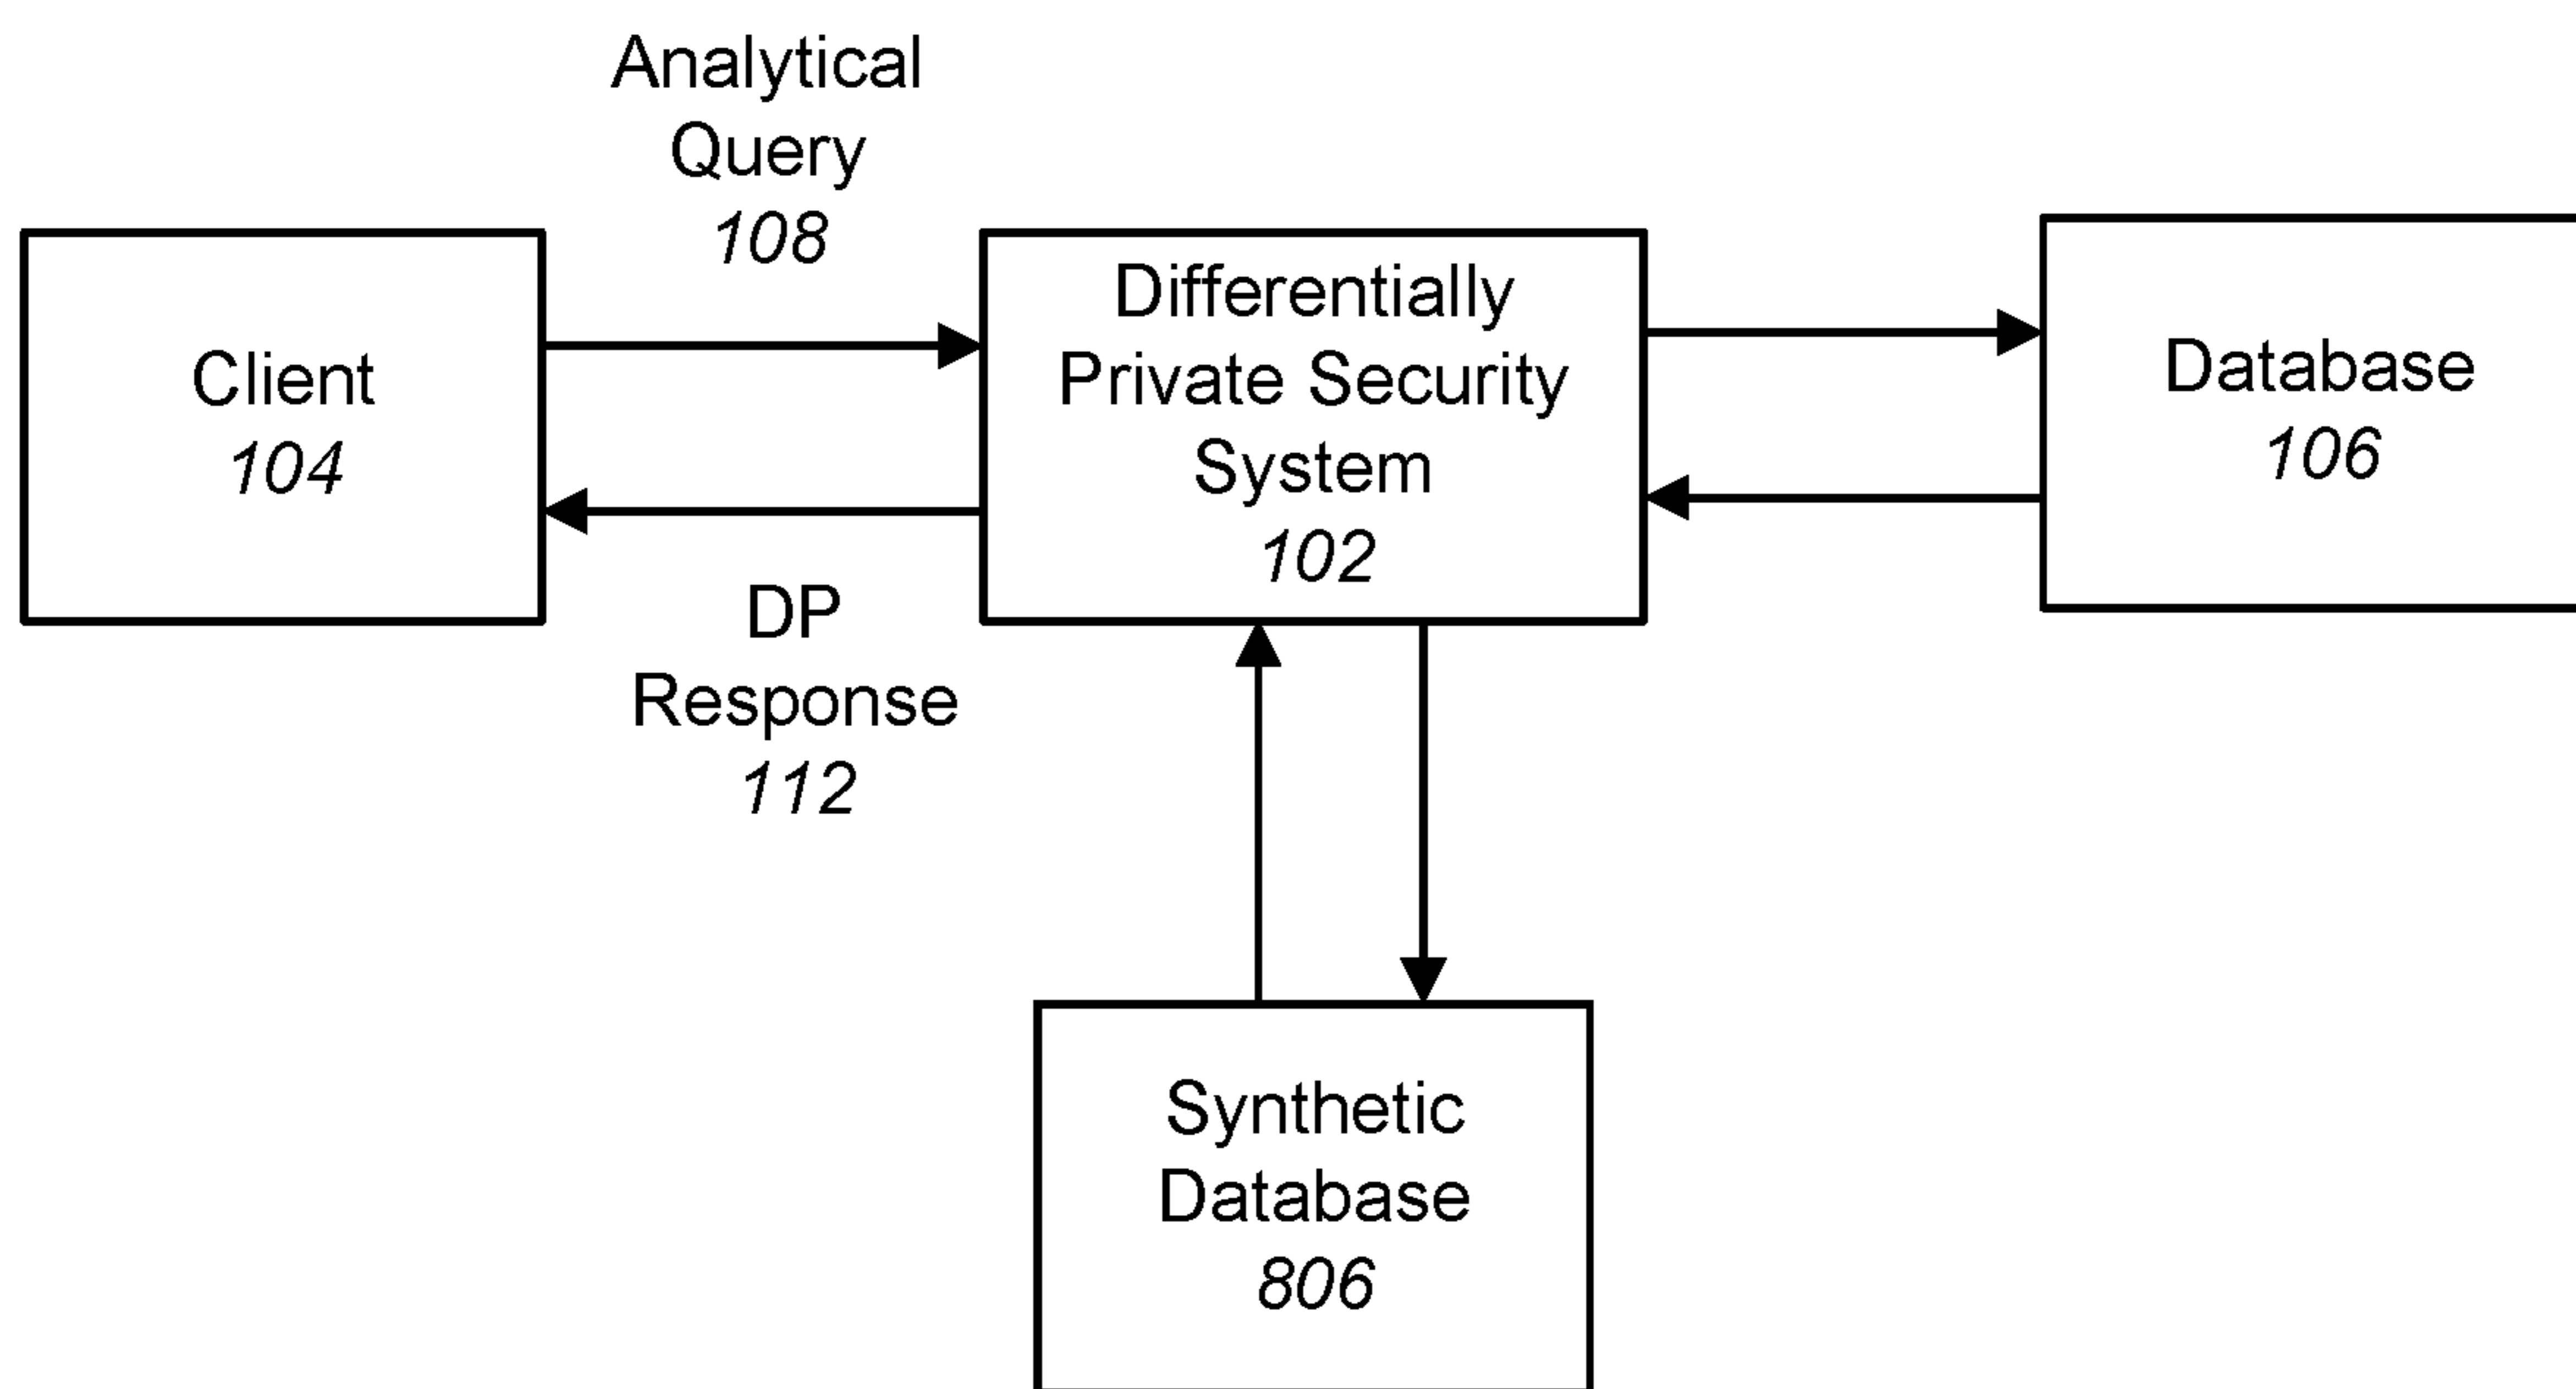 Analytical
Query
108
Client
104
Differentially
Private Security
System
102
Database
106
DP
Response
112
Synthetic
Database
806